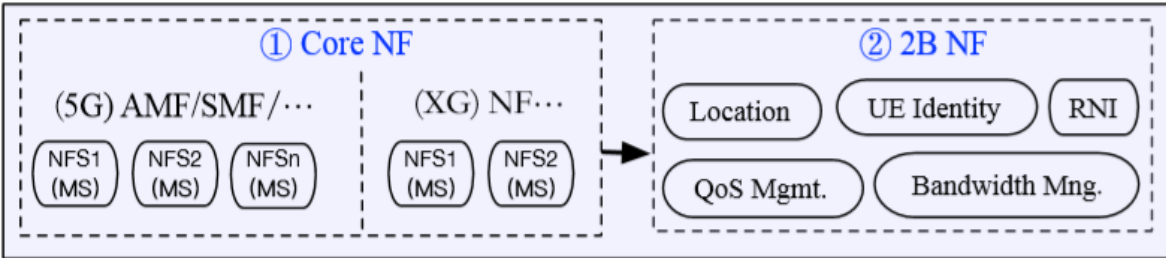 ① Core NF
(5G) AMF/SMF/⋯
NFS1
(MS)
NFS2
(MS)
NFSn
(MS)
(XG) NF⋯
NFS1
(MS)
NFS2
(MS)
② 2B NF
Location
UE Identity
RNI
QoS Mgmt.
Bandwidth Mng.